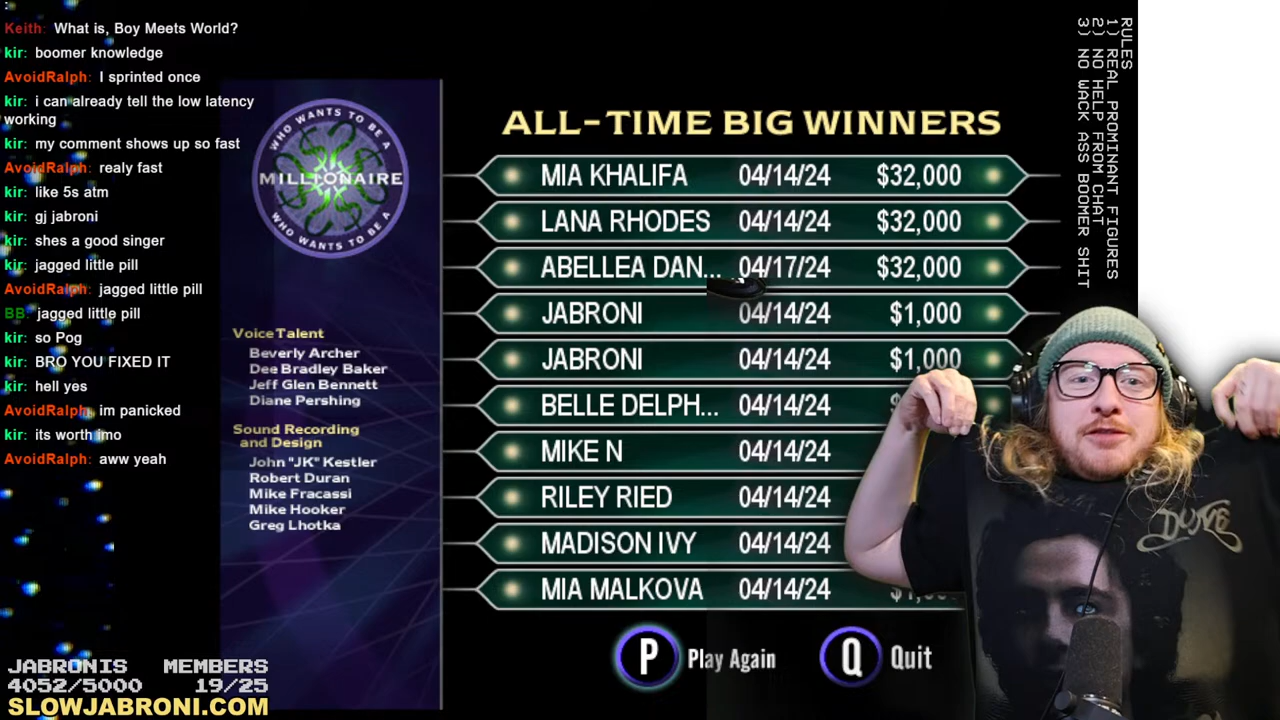 :
Keith: What is, Boy Meets World?
kir: boomer knowledge
AvoidRalph: I sprinted once
kir: i can already tell the low latency
working
kir: my comment shows up so fast
AvoidRalph: realy fast
kir: like 5s atm
kir: gj jabroni
kir: shes a good singer
kir: jagged little pill
AvoidRalph: jagged little pill
BB: jagged little pill
kir: so Pog
kir: BRO YOU FIXED IT
kir: hell yes
AvoidRalph: im panicked
kir: its worth imo
AvoidRalph: aww yeah
JABRONIS MEMBERS
4052/5000 19/25
SLOWJABRONI.COM
WHO WANTS TO BE A
MILLIONAIRE
WHO WANTS TO BE A
Voice Talent
Beverly Archer
Dee Bradley Baker
Jeff Glen Bennett
Diane Pershing
Sound Recording
and Design
John "JK" Kestler
Robert Duran
Mike Fracassi
Mike Hooker
Greg Lhotka
ALL-TIME BIG WINNERS
MIA KHALIFA 04/14/24 $32,000
LANA RHODES 04/14/24 $32,000
ABELLEA DAN... 04/17/24 $32,000
JABRONI 04/14/24 $1,000
JABRONI 04/14/24 $1,000
BELLE DELPH... 04/14/24
MIKE N 04/14/24
RILEY RIED 04/14/24
MADISON IVY 04/14/24
MIA MALKOVA 04/14/24
P Play Again Q Quit
RULES
1) REAL PROMINANT FIGURES
2) NO HELP FROM CHAT
3) NO WACK ASS BOOMER SHIT
DUNE